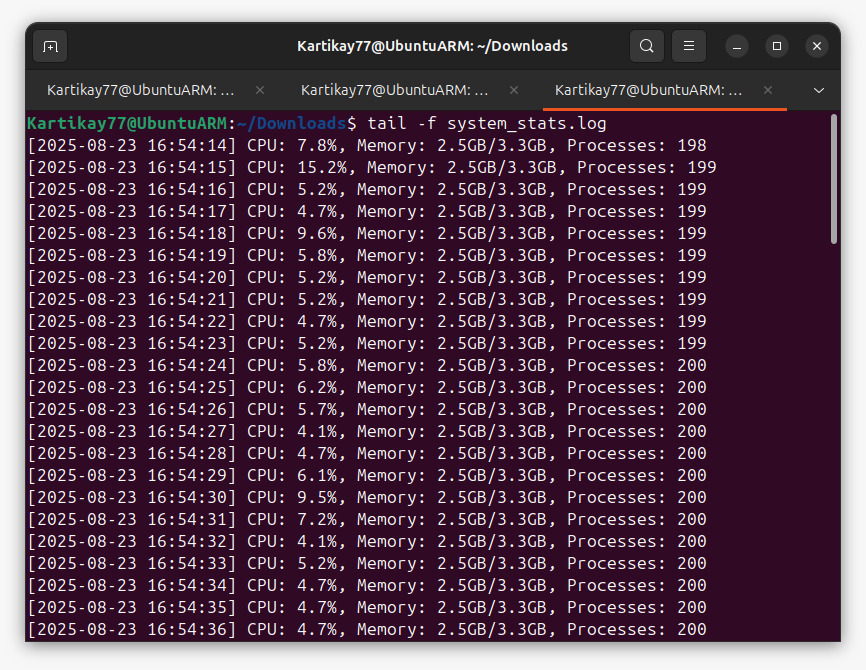 Kartikay77@UbuntuARM: ~/Downloads
Kartikay77@UbuntuARM: ... Kartikay77@UbuntuARM: ... Kartikay77@UbuntuARM: ...
Kartikay77@UbuntuARM:~/Downloads$ tail -f system_stats.log
[2025-08-23 16:54:14] CPU: 7.8%, Memory: 2.5GB/3.3GB, Processes: 198
[2025-08-23 16:54:15] CPU: 15.2%, Memory: 2.5GB/3.3GB, Processes: 199
[2025-08-23 16:54:16] CPU: 5.2%, Memory: 2.5GB/3.3GB, Processes: 199
[2025-08-23 16:54:17] CPU: 4.7%, Memory: 2.5GB/3.3GB, Processes: 199
[2025-08-23 16:54:18] CPU: 9.6%, Memory: 2.5GB/3.3GB, Processes: 199
[2025-08-23 16:54:19] CPU: 5.8%, Memory: 2.5GB/3.3GB, Processes: 199
[2025-08-23 16:54:20] CPU: 5.2%, Memory: 2.5GB/3.3GB, Processes: 199
[2025-08-23 16:54:21] CPU: 5.2%, Memory: 2.5GB/3.3GB, Processes: 199
[2025-08-23 16:54:22] CPU: 4.7%, Memory: 2.5GB/3.3GB, Processes: 199
[2025-08-23 16:54:23] CPU: 5.2%, Memory: 2.5GB/3.3GB, Processes: 199
[2025-08-23 16:54:24] CPU: 5.8%, Memory: 2.5GB/3.3GB, Processes: 200
[2025-08-23 16:54:25] CPU: 6.2%, Memory: 2.5GB/3.3GB, Processes: 200
[2025-08-23 16:54:26] CPU: 5.7%, Memory: 2.5GB/3.3GB, Processes: 200
[2025-08-23 16:54:27] CPU: 4.1%, Memory: 2.5GB/3.3GB, Processes: 200
[2025-08-23 16:54:28] CPU: 4.7%, Memory: 2.5GB/3.3GB, Processes: 200
[2025-08-23 16:54:29] CPU: 6.1%, Memory: 2.5GB/3.3GB, Processes: 200
[2025-08-23 16:54:30] CPU: 9.5%, Memory: 2.5GB/3.3GB, Processes: 200
[2025-08-23 16:54:31] CPU: 7.2%, Memory: 2.5GB/3.3GB, Processes: 200
[2025-08-23 16:54:32] CPU: 4.1%, Memory: 2.5GB/3.3GB, Processes: 200
[2025-08-23 16:54:33] CPU: 5.2%, Memory: 2.5GB/3.3GB, Processes: 200
[2025-08-23 16:54:34] CPU: 4.7%, Memory: 2.5GB/3.3GB, Processes: 200
[2025-08-23 16:54:35] CPU: 4.7%, Memory: 2.5GB/3.3GB, Processes: 200
[2025-08-23 16:54:36] CPU: 4.7%, Memory: 2.5GB/3.3GB, Processes: 200